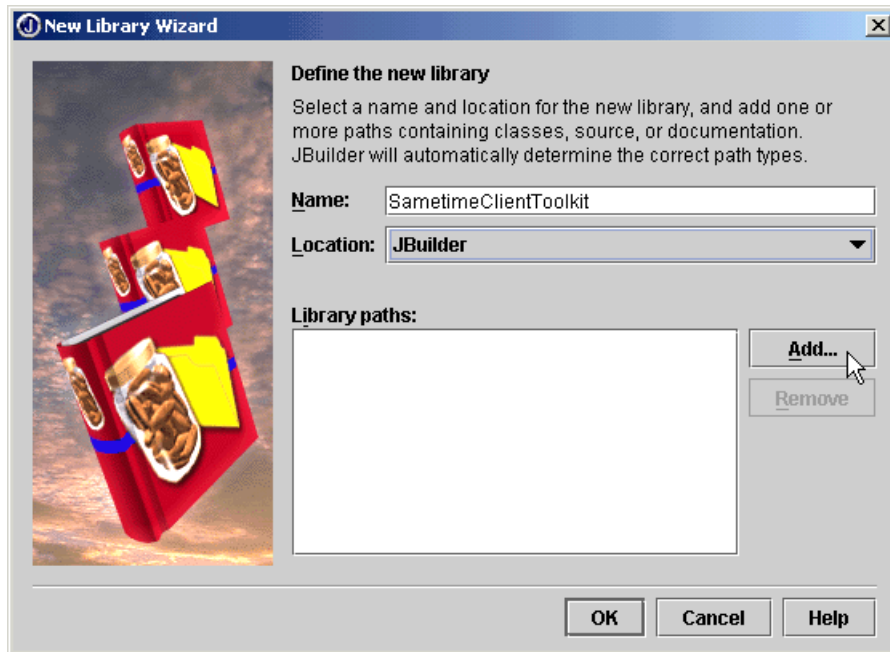 New Library Wizard
Define the new library
Select a name and location for the new library, and add one or
more paths containing classes, source, or documentation.
JBuilder will automatically determine the correct path types.
Name: SametimeClientToolkit
Location: JBuilder
Library paths:
Add...
Remove
OK Cancel Help